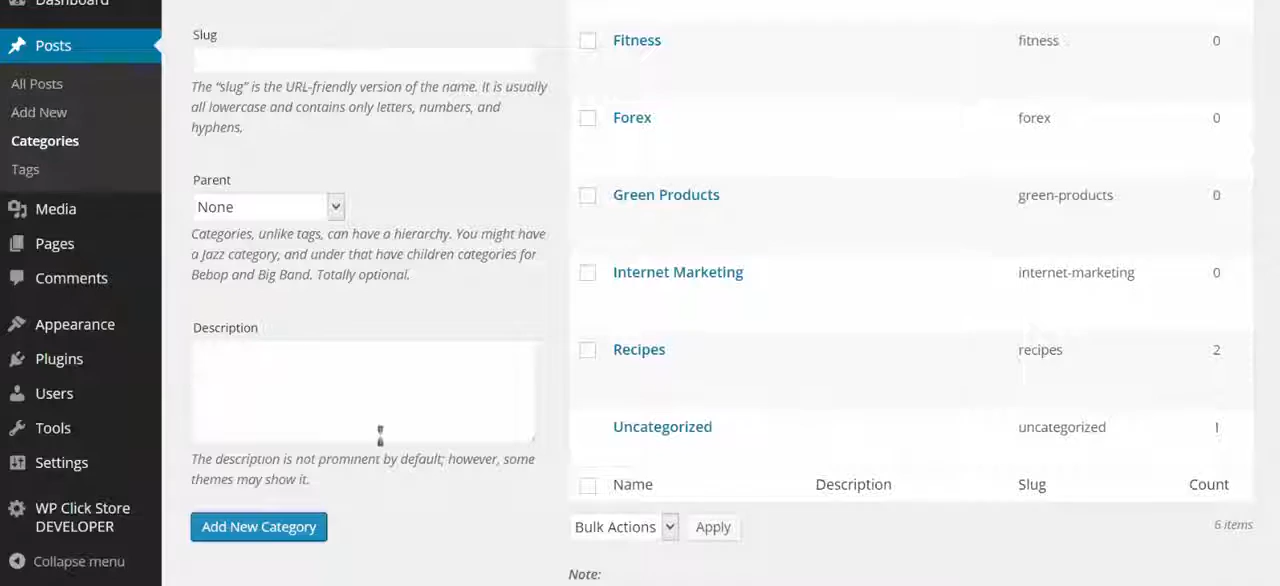 Dashboard
Posts
All Posts
Add New
Categories
Tags
Media
Pages
Comments
Appearance
Plugins
Users
Tools
Settings
WP Click Store
DEVELOPER
Collapse menu
Slug
The “slug” is the URL-friendly version of the name. It is usually
all lowercase and contains only letters, numbers, and
hyphens.
Parent
None
Categories, unlike tags, can have a hierarchy. You might have
a Jazz category, and under that have children categories for
Bebop and Big Band. Totally optional.
Description
The description is not prominent by default; however, some
themes may show it.
Add New Category
Fitness fitness 0
Forex forex 0
Green Products green-products 0
Internet Marketing internet-marketing 0
Recipes recipes 2
Uncategorized uncategorized
Name Description Slug Count
Bulk Actions Apply
6 items
Note: